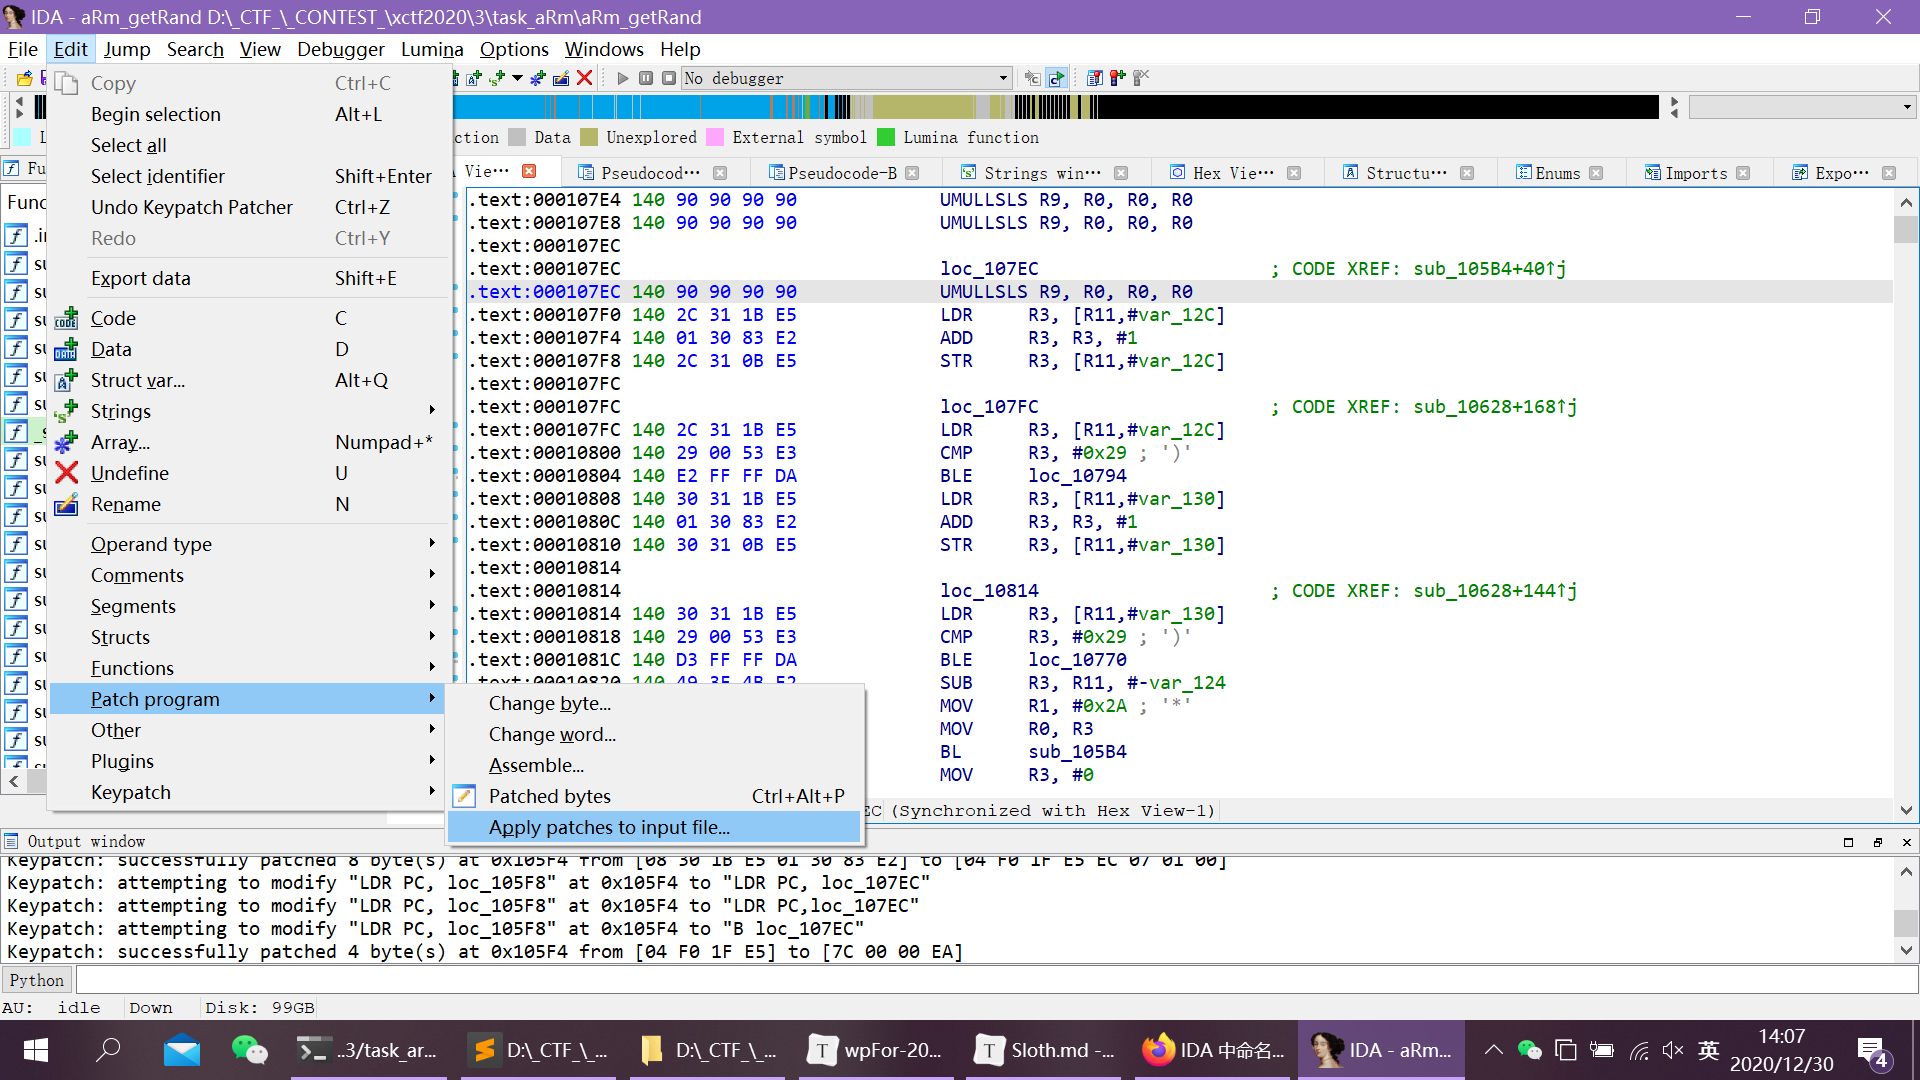 IDA - aRm_getRand D:\_CTF_\_CONTEST_\xctf2020\3\task_aRm\aRm_getRand
File Edit Jump Search View Debugger Lumina Options Windows Help
No debugger
Data Unexplored External symbol Lumina function
Vie··· Pseudocod··· Pseudocode-B Strings win··· Hex Vie··· Structu··· Enums Imports Expo···
Copy Ctrl+C
Begin selection Alt+L
Select all
Select identifier Shift+Enter
Undo Keypatch Patcher Ctrl+Z
Redo Ctrl+Y
Export data Shift+E
Code C
Data D
Struct var... Alt+Q
Strings
Array... Numpad+*
Undefine U
Rename N
Operand type
Comments
Segments
Structs
Functions
Patch program
Other
Plugins
Keypatch
Change byte...
Change word...
Assemble...
Patched bytes Ctrl+Alt+P
Apply patches to input file...
.text:000107E4 140 90 90 90 90 UMULLSLS R9, R0, R0, R0
.text:000107E8 140 90 90 90 90 UMULLSLS R9, R0, R0, R0
.text:000107EC
.text:000107EC loc_107EC ; CODE XREF: sub_105B4+40↑j
.text:000107EC 140 90 90 90 90 UMULLSLS R9, R0, R0, R0
.text:000107F0 140 2C 31 1B E5 LDR R3, [R11,#var_12C]
.text:000107F4 140 01 30 83 E2 ADD R3, R3, #1
.text:000107F8 140 2C 31 0B E5 STR R3, [R11,#var_12C]
.text:000107FC
.text:000107FC loc_107FC ; CODE XREF: sub_10628+168↑j
.text:000107FC 140 2C 31 1B E5 LDR R3, [R11,#var_12C]
.text:00010800 140 29 00 53 E3 CMP R3, #0x29 ; ')'
.text:00010804 140 E2 FF FF DA BLE loc_10794
.text:00010808 140 30 31 1B E5 LDR R3, [R11,#var_130]
.text:0001080C 140 01 30 83 E2 ADD R3, R3, #1
.text:00010810 140 30 31 0B E5 STR R3, [R11,#var_130]
.text:00010814
.text:00010814 loc_10814 ; CODE XREF: sub_10628+144↑j
.text:00010814 140 30 31 1B E5 LDR R3, [R11,#var_130]
.text:00010818 140 29 00 53 E3 CMP R3, #0x29 ; ')'
.text:0001081C 140 D3 FF FF DA BLE loc_10770
.text:00010820 140 49 3F 4B E2 SUB R3, R11, #-var_124
MOV R1, #0x2A ; '*'
MOV R0, R3
BL sub_105B4
MOV R3, #0
(Synchronized with Hex View-1)
Output window
Keypatch: successfully patched 8 byte(s) at 0x105F4 from [08 30 1B E5 01 30 83 E2] to [04 F0 1F E5 EC 07 01 00]
Keypatch: attempting to modify "LDR PC, loc_105F8" at 0x105F4 to "LDR PC, loc_107EC"
Keypatch: attempting to modify "LDR PC, loc_105F8" at 0x105F4 to "LDR PC,loc_107EC"
Keypatch: attempting to modify "LDR PC, loc_105F8" at 0x105F4 to "B loc_107EC"
Keypatch: successfully patched 4 byte(s) at 0x105F4 from [04 F0 1F E5] to [7C 00 00 EA]
Python
AU: idle Down Disk: 99GB
..3/task_ar... D:\_CTF_\_... D:\_CTF_\_... wpFor-20... Sloth.md -... IDA 中命名... IDA - aRm...
英
14:07
2020/12/30
4